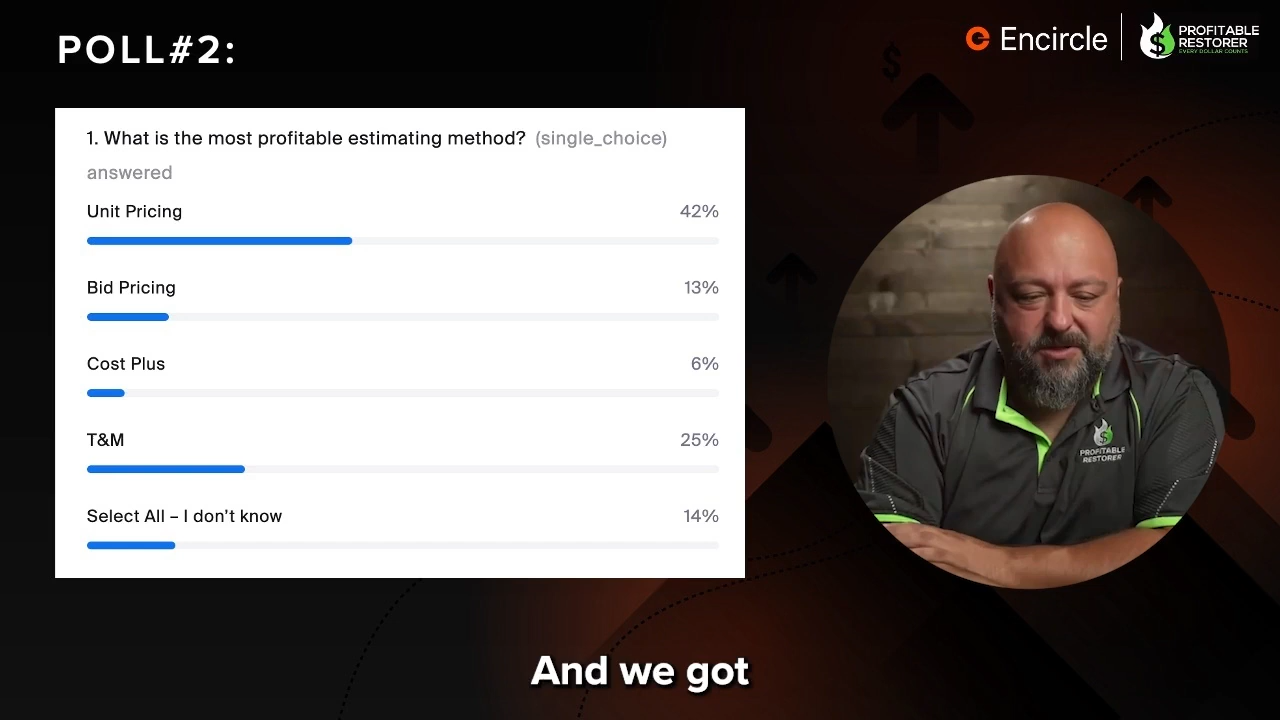 POLL#2:
Encircle
PROFITABLE
RESTORER
EVERY DOLLAR COUNTS
1. What is the most profitable estimating method? (single_choice)
answered
Unit Pricing 42%
Bid Pricing 13%
Cost Plus 6%
T&M 25%
Select All – I don’t know 14%
PROFITABLE
RESTORER
And we got